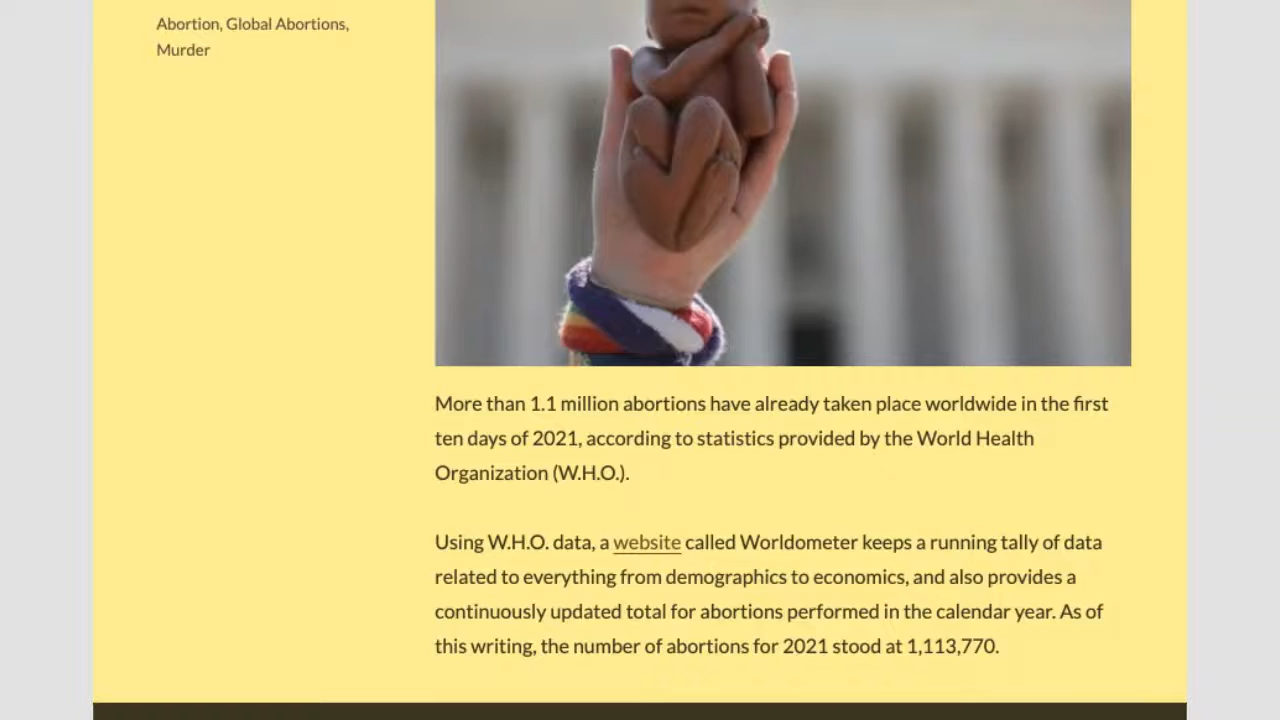 Abortion, Global Abortions,
Murder
More than 1.1 million abortions have already taken place worldwide in the first
ten days of 2021, according to statistics provided by the World Health
Organization (W.H.O.).
Using W.H.O. data, a website called Worldometer keeps a running tally of data
related to everything from demographics to economics, and also provides a
continuously updated total for abortions performed in the calendar year. As of
this writing, the number of abortions for 2021 stood at 1,113,770.